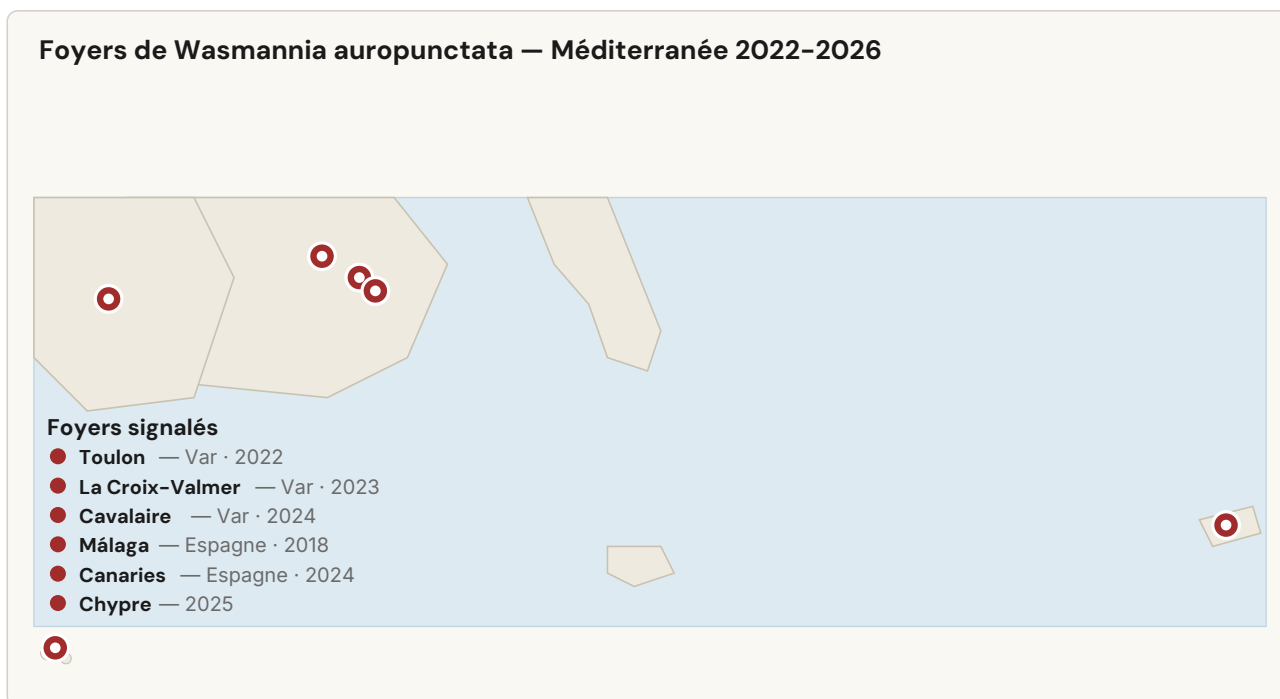 Foyers de Wasmannia auropunctata — Méditerranée 2022-2026
Foyers signalés
Toulon — Var · 2022
La Croix-Valmer — Var · 2023
Cavalaire — Var · 2024
Málaga — Espagne · 2018
Canaries — Espagne · 2024
Chypre — 2025